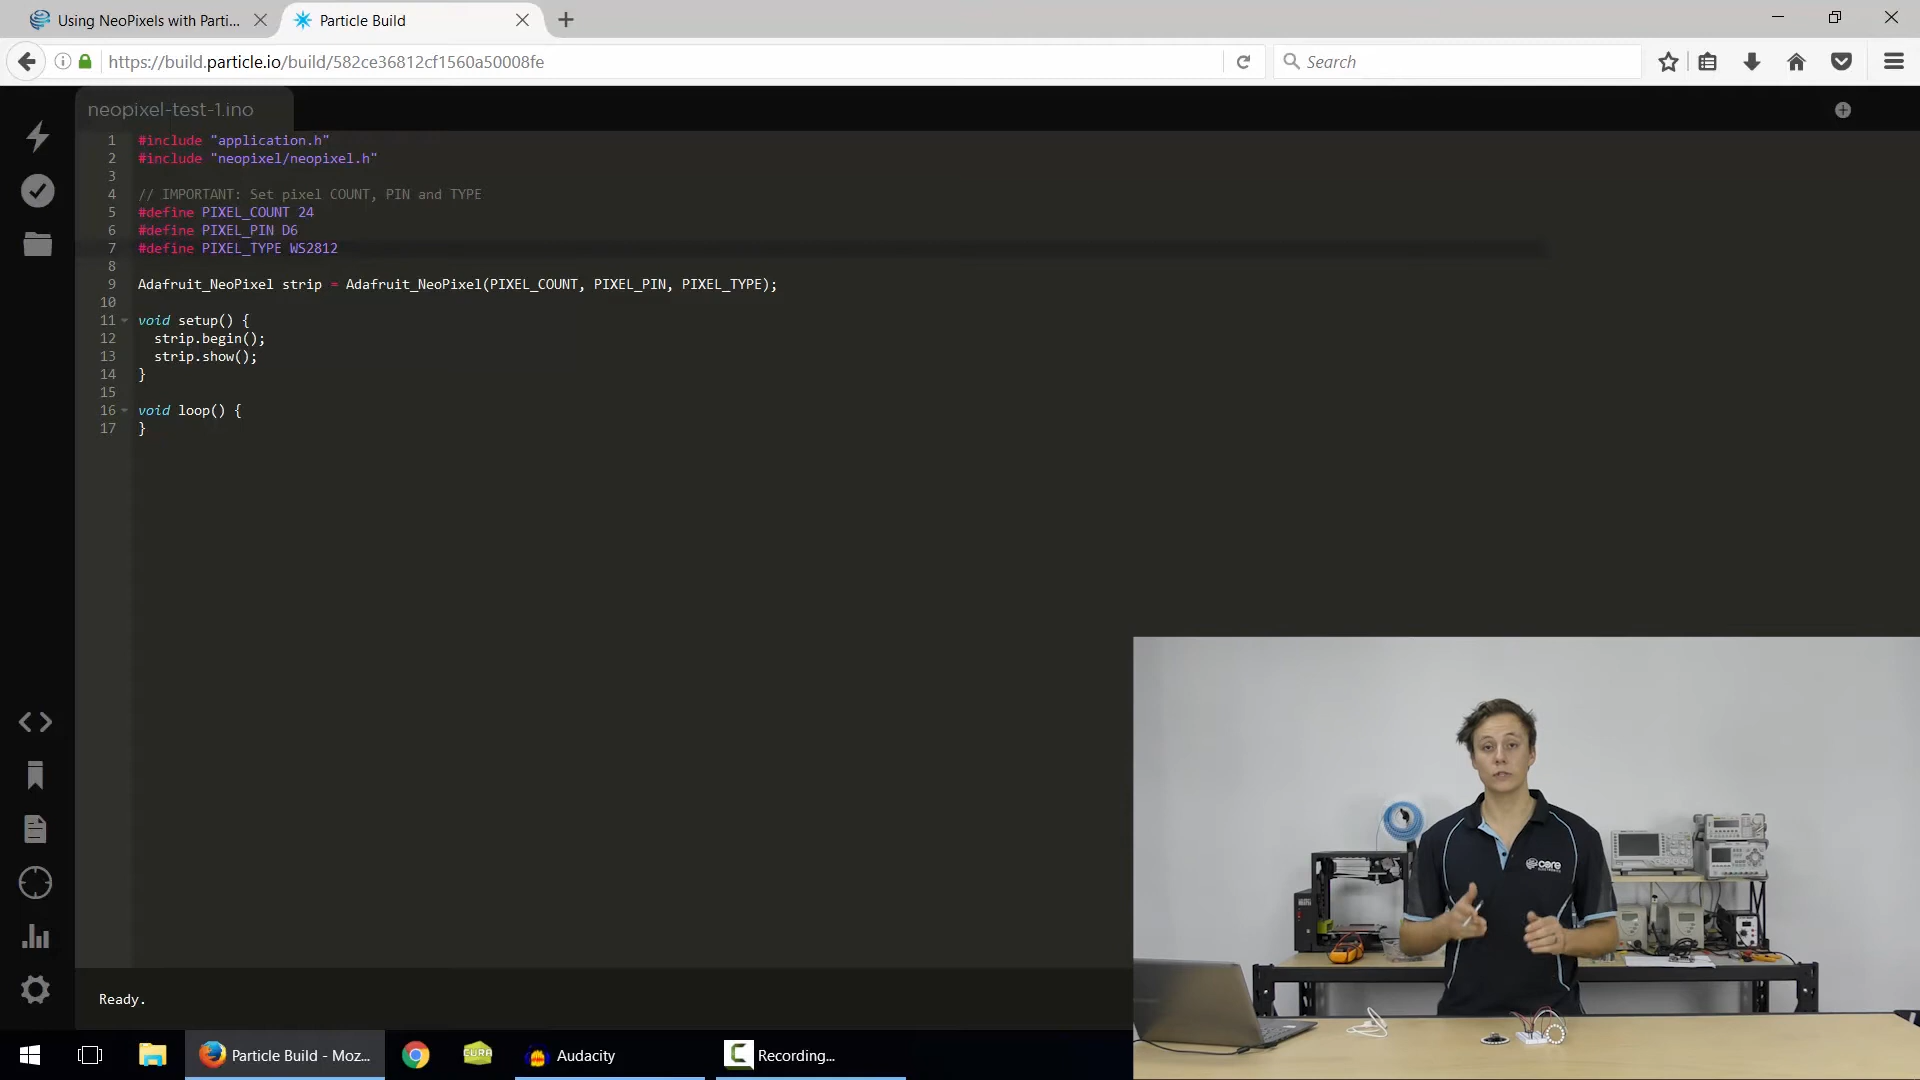 Using NeoPixels with Parti...
Particle Build
https://build.particle.io/build/582ce36812cf1560a50008fe
Search
neopixel-test-1.ino
1 #include "application.h"
2 #include "neopixel/neopixel.h"
3
4 // IMPORTANT: Set pixel COUNT, PIN and TYPE
5 #define PIXEL_COUNT 24
6 #define PIXEL_PIN D6
7 #define PIXEL_TYPE WS2812
8
9 Adafruit_NeoPixel strip = Adafruit_NeoPixel(PIXEL_COUNT, PIXEL_PIN, PIXEL_TYPE);
10
11 void setup() {
12 strip.begin();
13 strip.show();
14 }
15
16 void loop() {
17 }
core
Ready.
Particle Build - Moz...
CURA
Audacity
C
Recording...